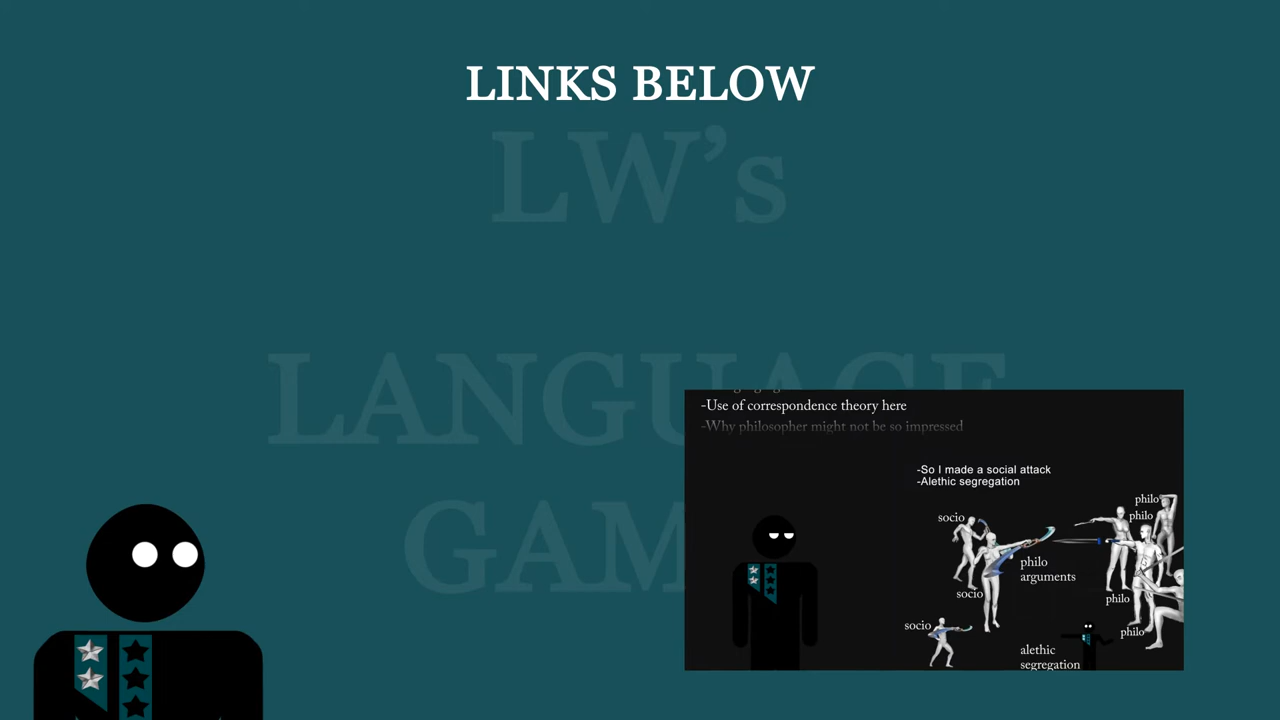 LINKS BELOW
LW's
LANGUAGE
-Use of correspondence theory here
-Why philosopher might not be so impressed
-So I made a social attack
-Alethic segregation
philo
philo
socio
philo
arguments
socio
philo
socio
philo
alethic
segregation